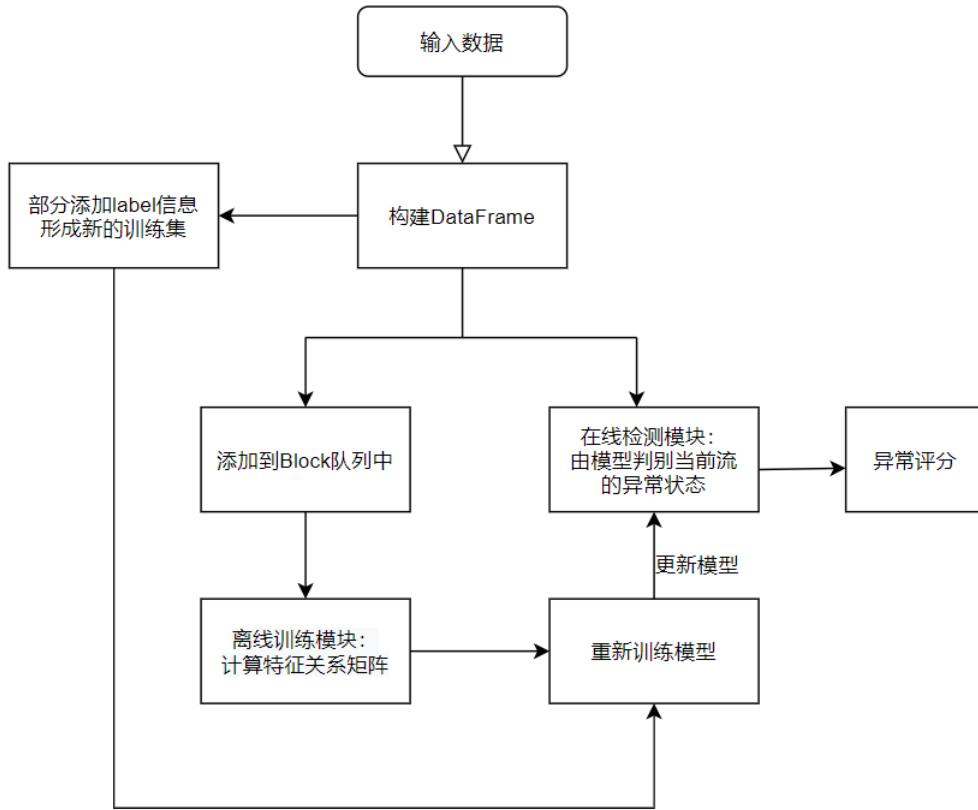 输入数据
部分添加label信息
形成新的训练集
构建DataFrame
添加到Block队列中
在线检测模块：
由模型判别当前流
的异常状态
异常评分
更新模型
离线训练模块：
计算特征关系矩阵
重新训练模型